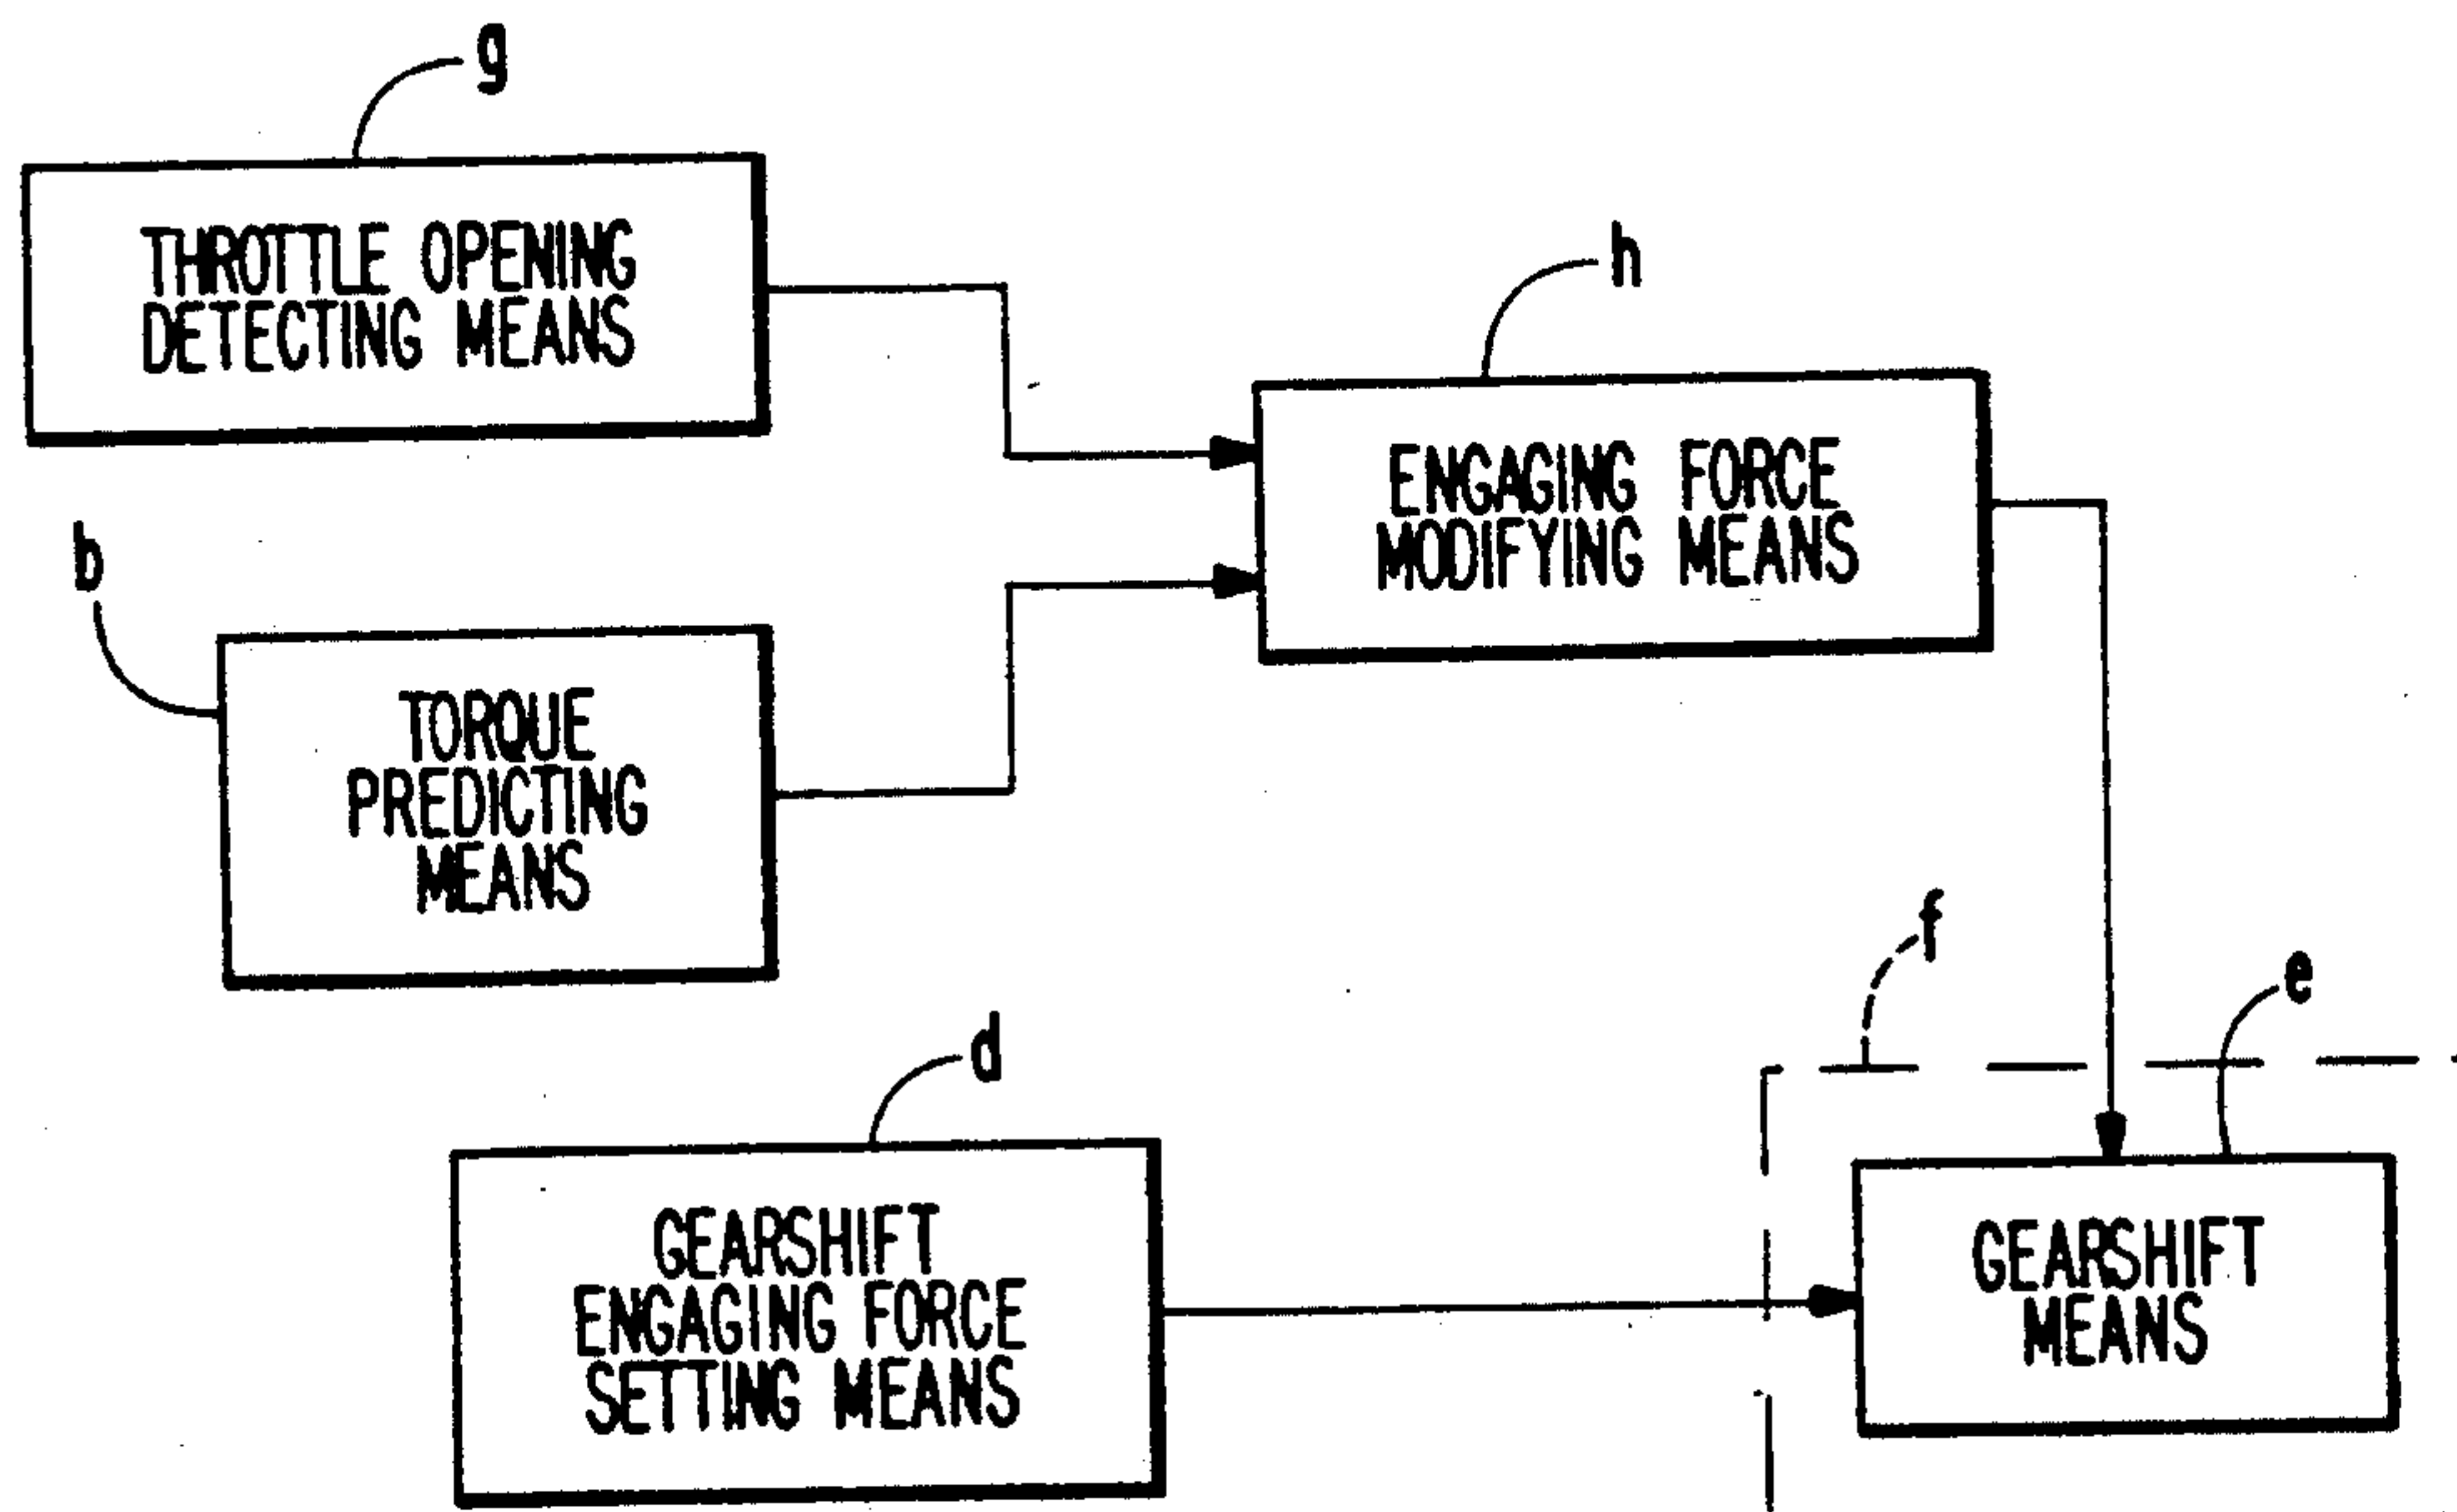 g
THROTTLE OPENING
DETECTING MEANS
h
ENGAGING FORCE
MODIFYING MEANS
b
TORQUE
PREDICTING
MEANS
f
e
d
GEARSHIFT
ENGAGING FORCE
SETTING MEANS
GEARSHIFT
MEANS